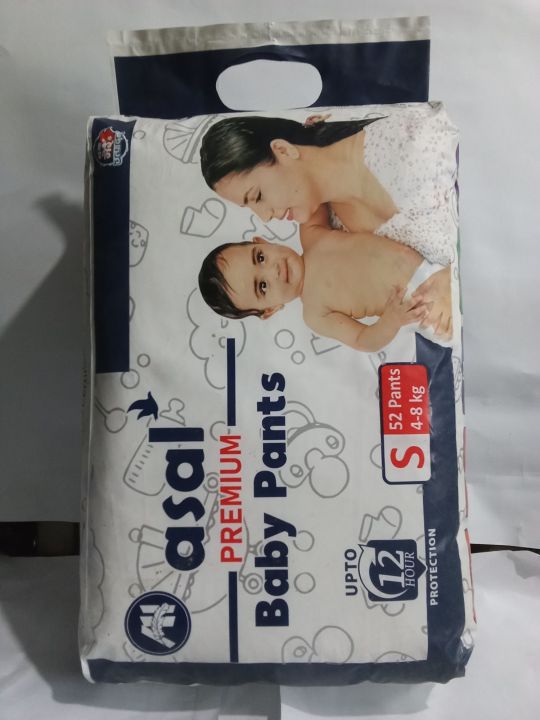 asal
PREMIUM
Baby Pants
S
52 Pants
4-8 kg
UPTO
12
HOUR
PROTECTION